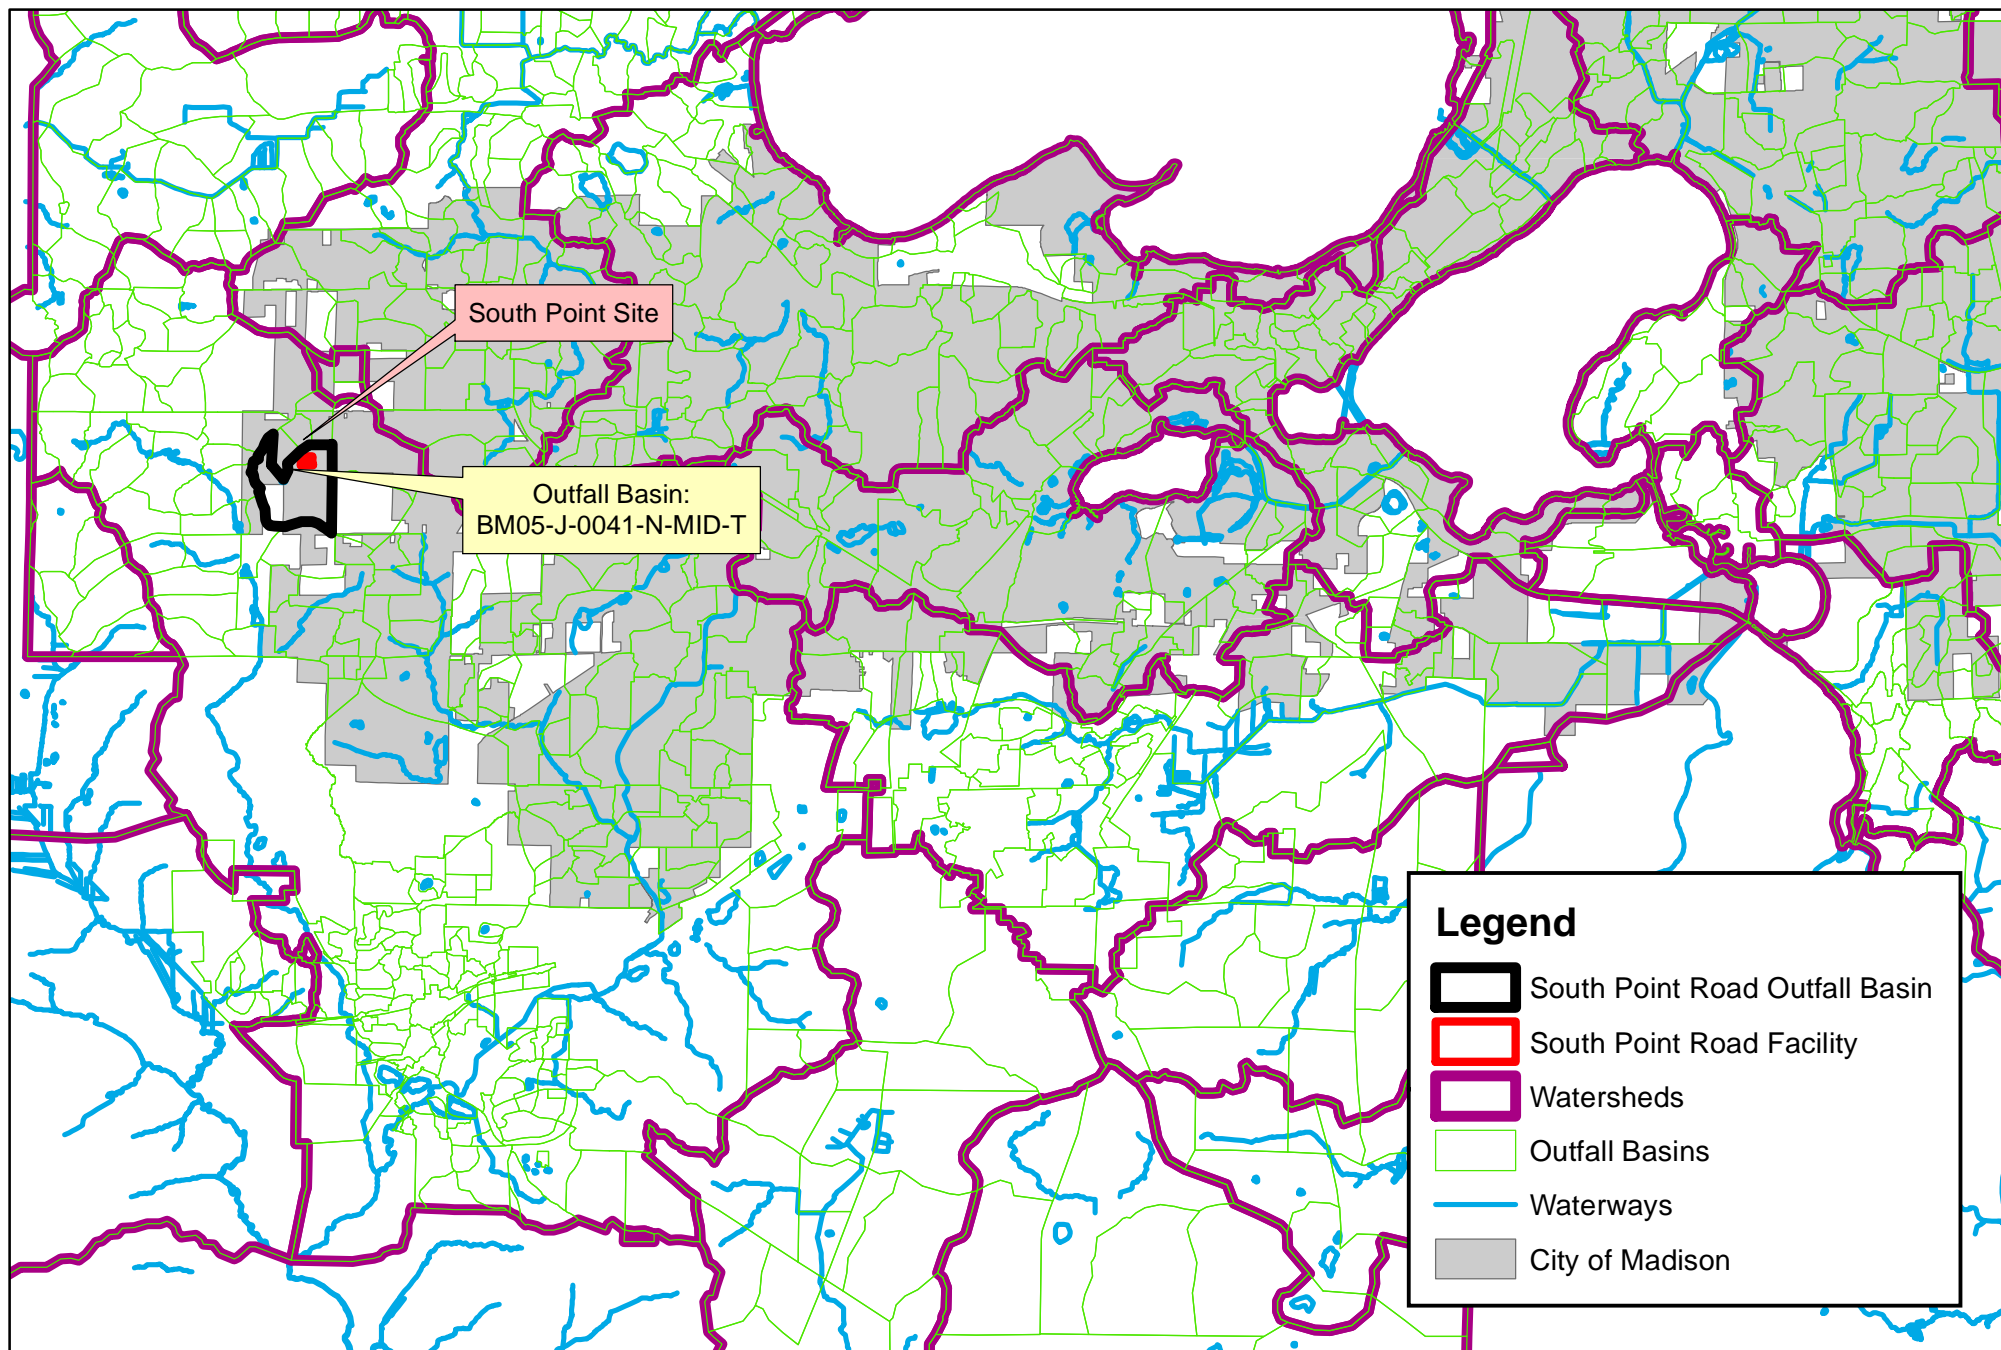 South Point Site
Outfall Basin:
BM05-J-0041-N-MID-T
Legend
South Point Road Outfall Basin
South Point Road Facility
Watersheds
Outfall Basins
Waterways
City of Madison